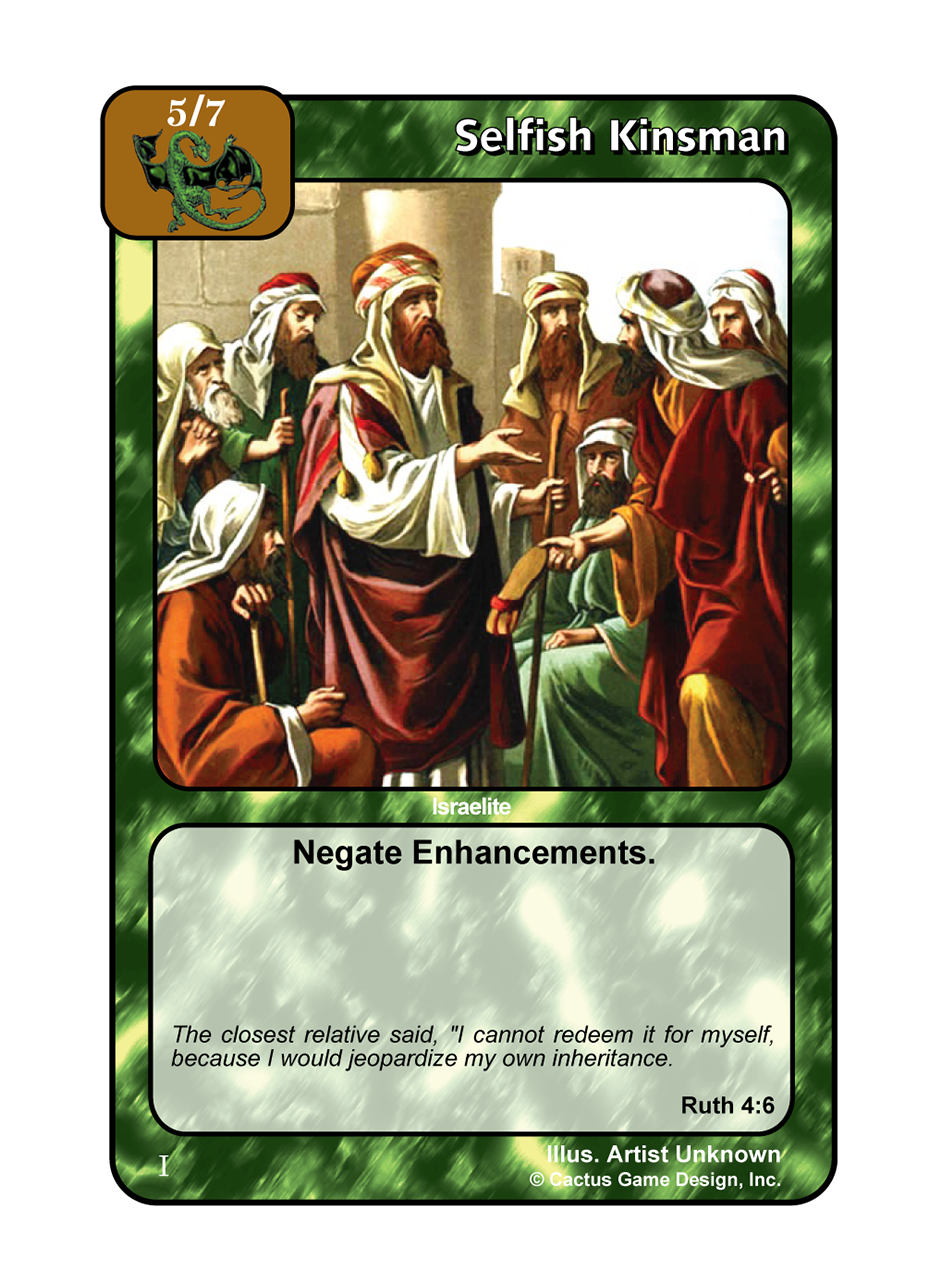 5/7
Selfish Kinsman
Israelite
Negate Enhancements.
The closest relative said, "I cannot redeem it for myself,
because I would jeopardize my own inheritance.
Ruth 4:6
I
Illus. Artist Unknown
© Cactus Game Design, Inc.